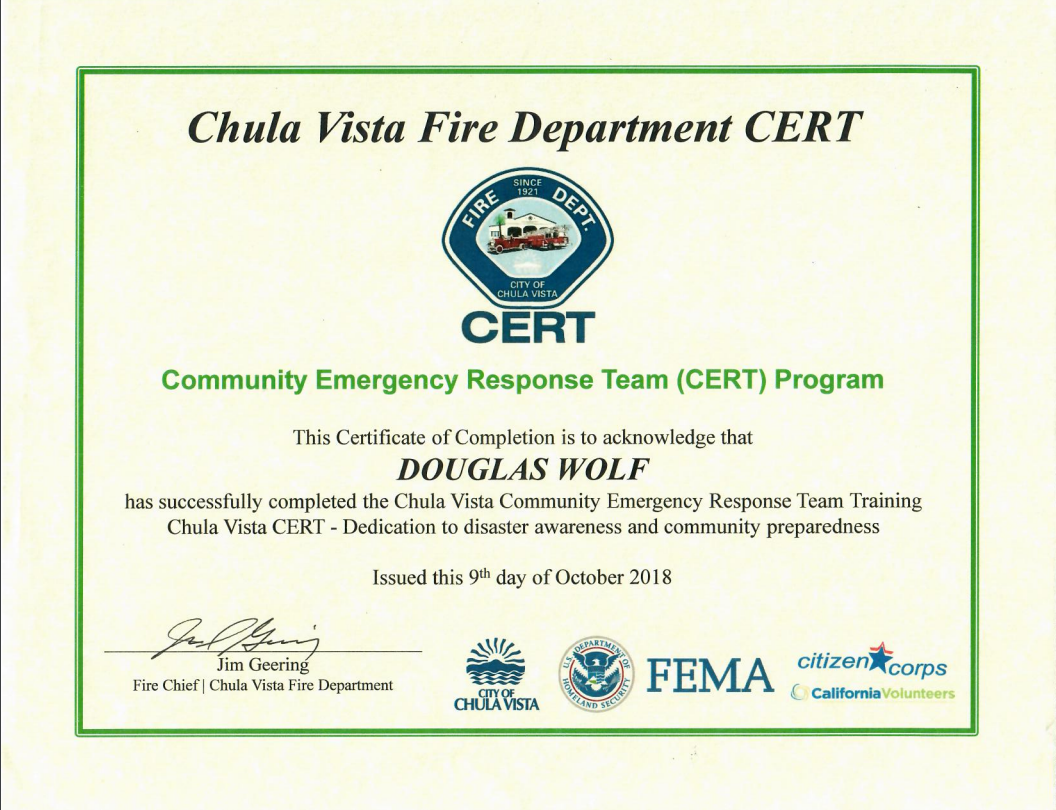 Chula Vista Fire Department CERT
SINCE
1921
FIRE DEPT.
CITY OF
CHULA VISTA
CERT
Community Emergency Response Team (CERT) Program
This Certificate of Completion is to acknowledge that
DOUGLAS WOLF
has successfully completed the Chula Vista Community Emergency Response Team Training
Chula Vista CERT - Dedication to disaster awareness and community preparedness
Issued this 9th day of October 2018
Jim Geering
Fire Chief | Chula Vista Fire Department
CITY OF
CHULA VISTA
U.S. DEPARTMENT OF
HOMELAND SECURITY
FEMA
citizen corps
CaliforniaVolunteers